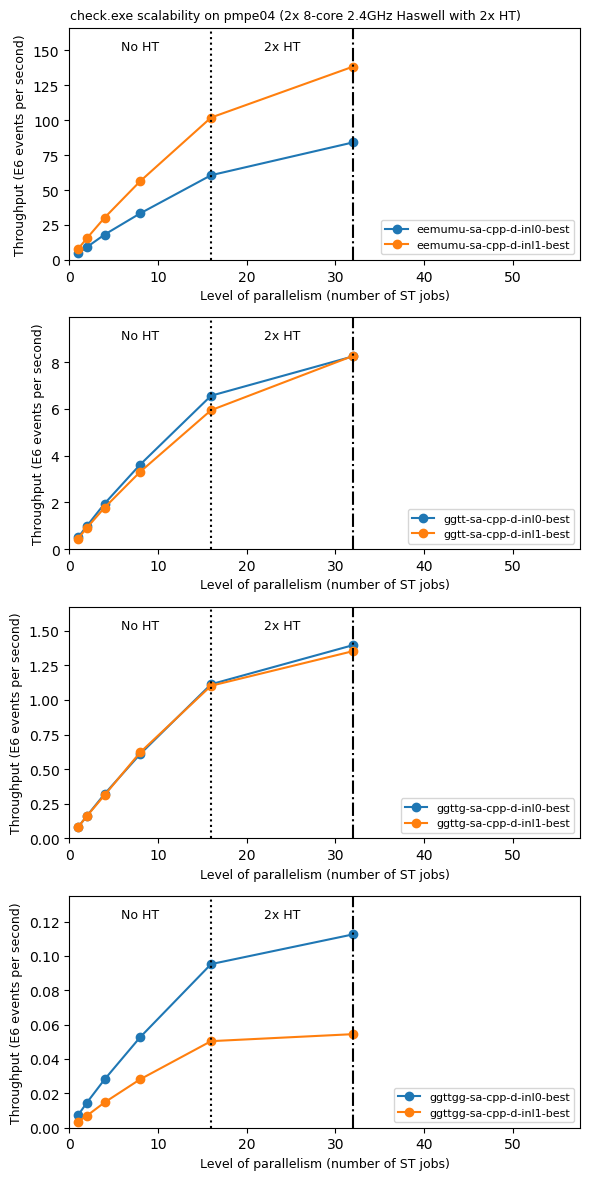 check.exe scalability on pmpe04 (2x 8-core 2.4GHz Haswell with 2x HT)
Throughput (E6 events per second)
150
125
100
75
50
25
0
No HT
2x HT
eemumu-sa-cpp-d-inl0-best
eemumu-sa-cpp-d-inl1-best
0 10 20 30 40 50
Level of parallelism (number of ST jobs)
Throughput (E6 events per second)
8
6
4
2
0
No HT
2x HT
ggtt-sa-cpp-d-inl0-best
ggtt-sa-cpp-d-inl1-best
0 10 20 30 40 50
Level of parallelism (number of ST jobs)
Throughput (E6 events per second)
1.50
1.25
1.00
0.75
0.50
0.25
0.00
No HT
2x HT
ggttg-sa-cpp-d-inl0-best
ggttg-sa-cpp-d-inl1-best
0 10 20 30 40 50
Level of parallelism (number of ST jobs)
Throughput (E6 events per second)
0.12
0.10
0.08
0.06
0.04
0.02
0.00
No HT
2x HT
ggttgg-sa-cpp-d-inl0-best
ggttgg-sa-cpp-d-inl1-best
0 10 20 30 40 50
Level of parallelism (number of ST jobs)